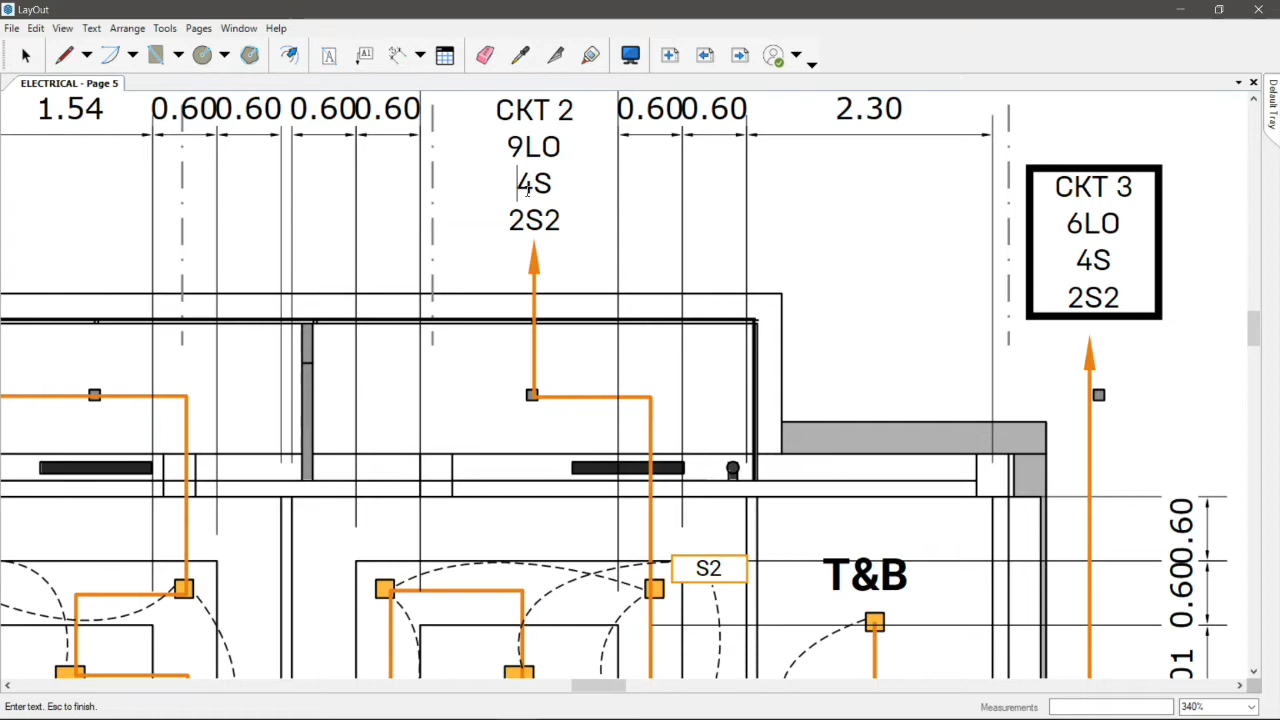 LayOut
File Edit View Text Arrange Tools Pages Window Help
ELECTRICAL - Page 5
Default Tray
1.54 0.60 0.60 0.60 0.60 0.60 0.60 2.30
CKT 2
9LO
4S
2S2
CKT 3
6LO
4S
2S2
S2
T&B
0.60
0.60
01
Enter text. Esc to finish.
Measurements
340%